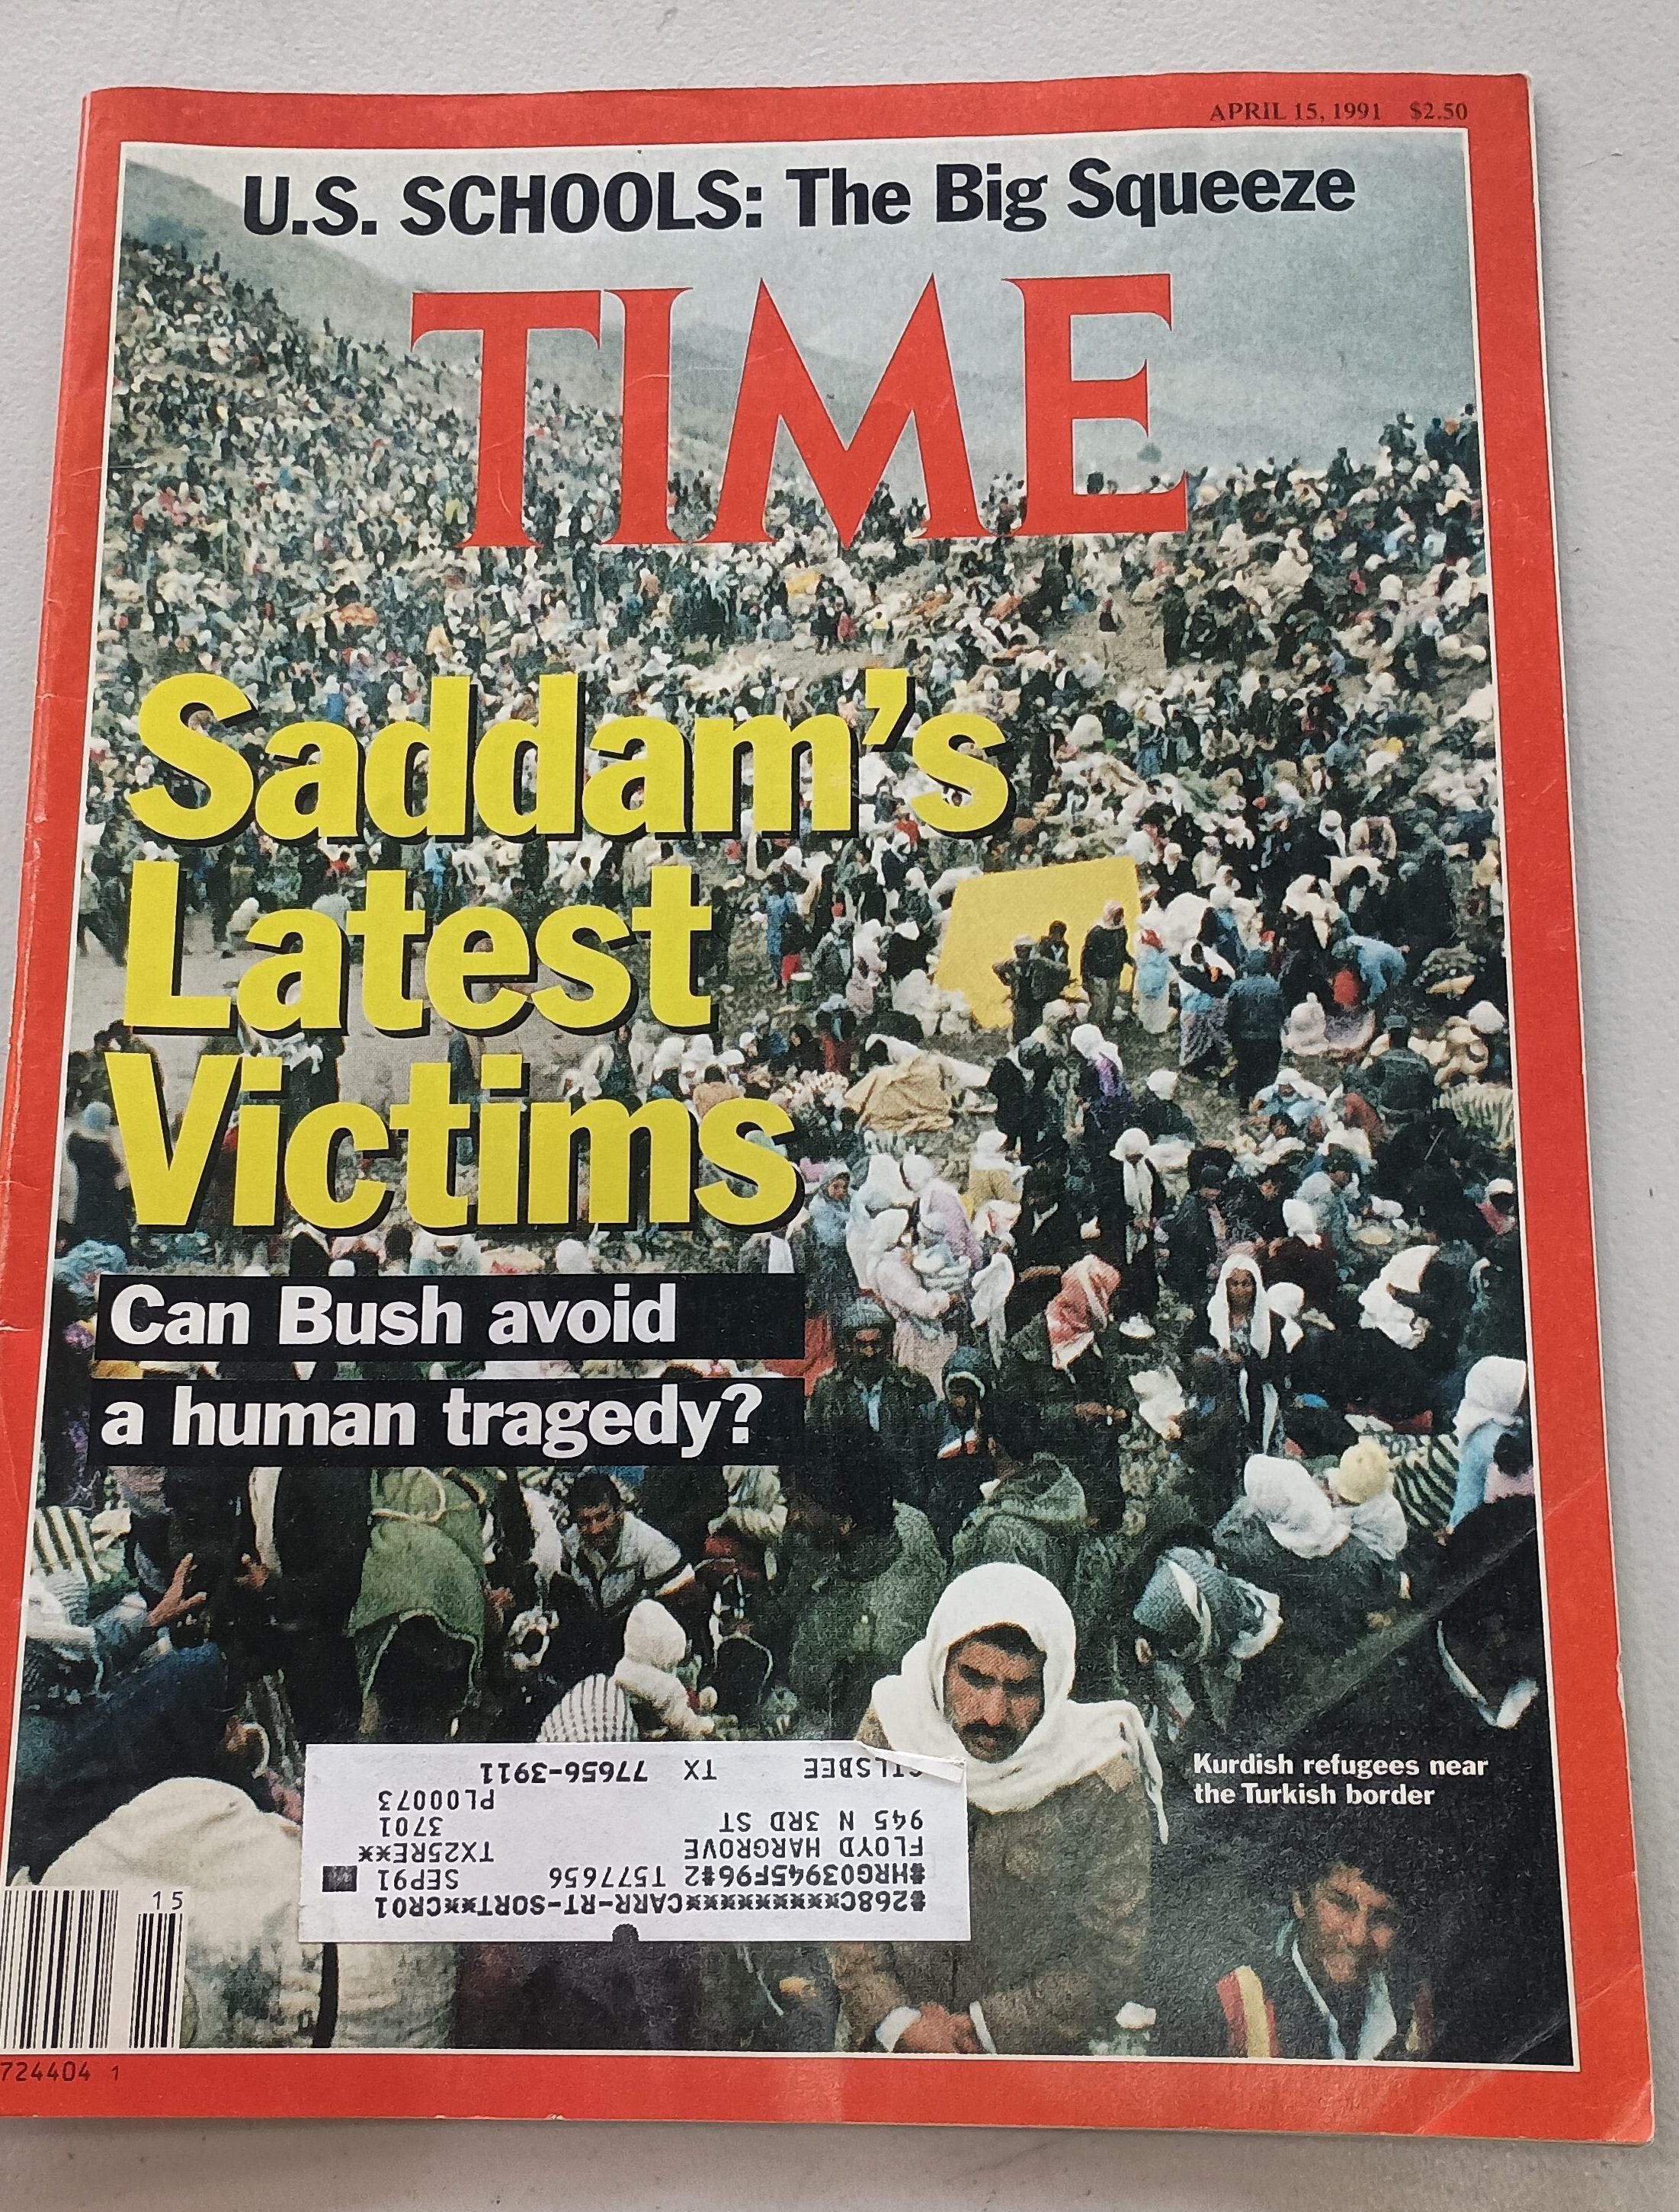 APRIL 15, 1991 $2.50
U.S. SCHOOLS: The Big Squeeze
TIME
Saddam's
Latest
Victims
Can Bush avoid
a human tragedy?
Kurdish refugees near
the Turkish border
#268C**********CARR-RT-SORT**CR01
#HRG03945F96#2 T577656 SEP91
FLOYD HARGROVE TX25RE**
945 N 3RD ST 3701
PL00073
SILSBEE TX 77656-3911
15
724404 1